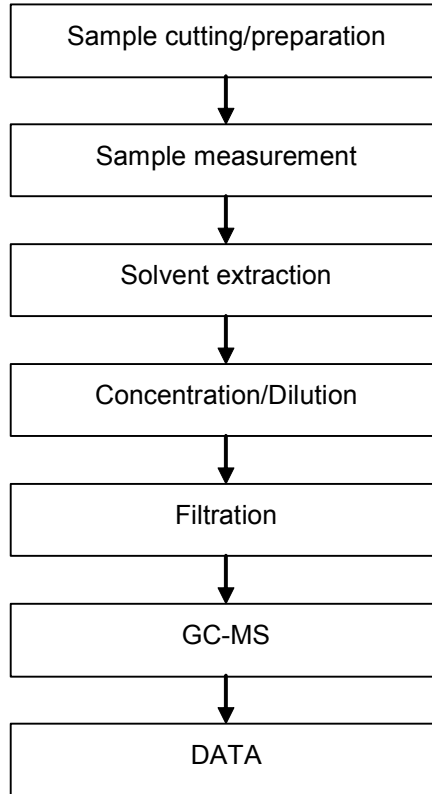 Sample cutting/preparation
Sample measurement
Solvent extraction
Concentration/Dilution
Filtration
GC-MS
DATA